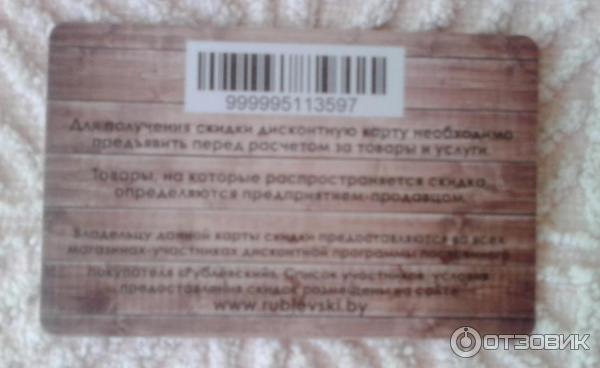 999995113597
Для получения скидки дисконтную карту необходимо
предъявить перед расчетом за товары и услуги.
Товары, на которые распространяется скидка,
определяются предприятием-продавцом.
Владельцу данной карты скидки предоставляются во всех
магазинах-участниках дисконтной программы
покупателя «Рублёвский». Список участников, условия
предоставления скидок размещены на сайте
www.rublevski.by
ОТЗОВИК